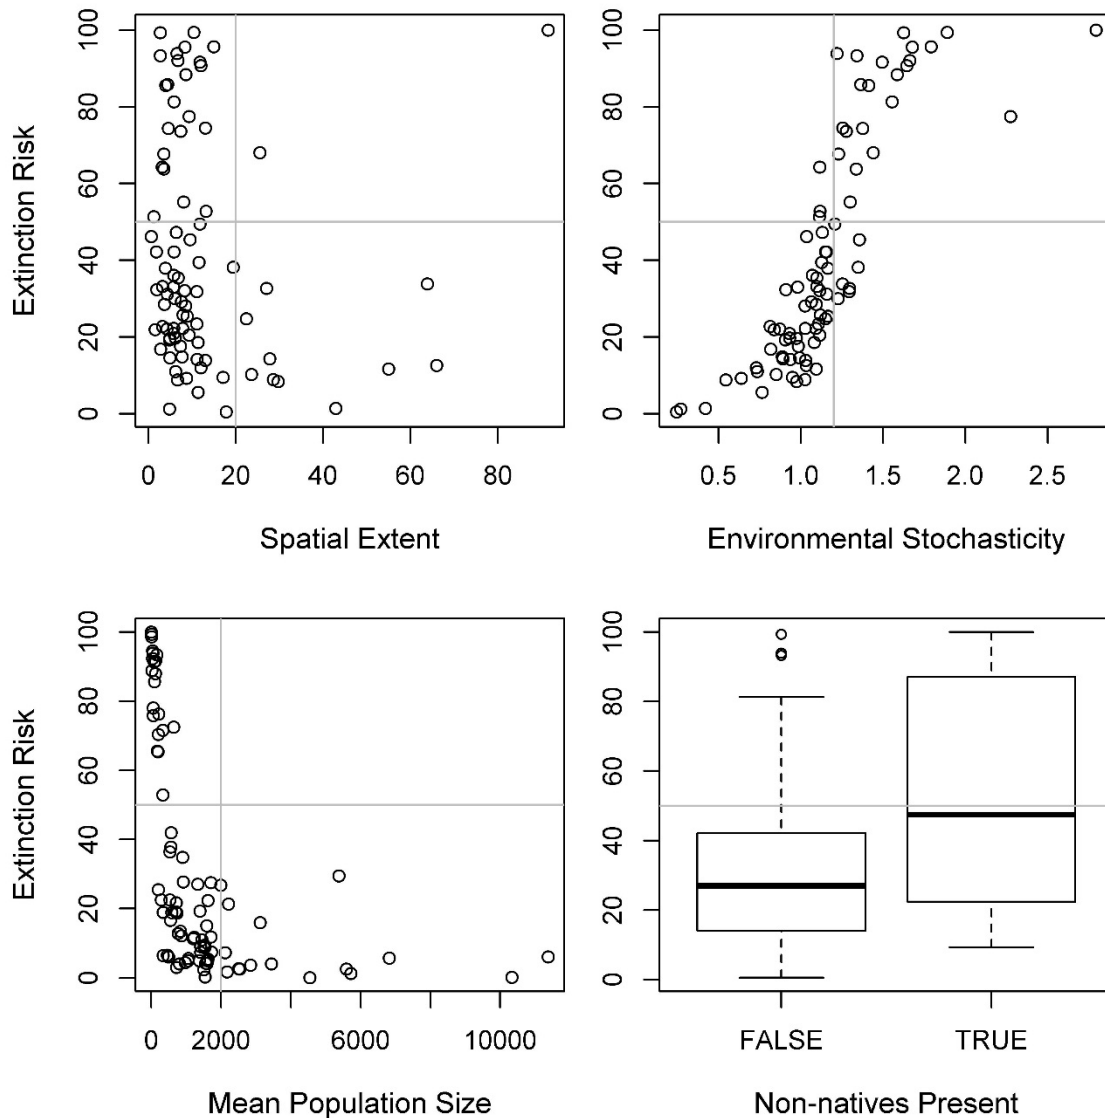 Extinction Risk
0 20 40 60 80 100
0 20 40 60 80
Spatial Extent
0 20 40 60 80 100
0.5 1.0 1.5 2.0 2.5
Environmental Stochasticity
Extinction Risk
0 20 40 60 80 100
0 2000 6000 10000
Mean Population Size
0 20 40 60 80 100
FALSE TRUE
Non-natives Present